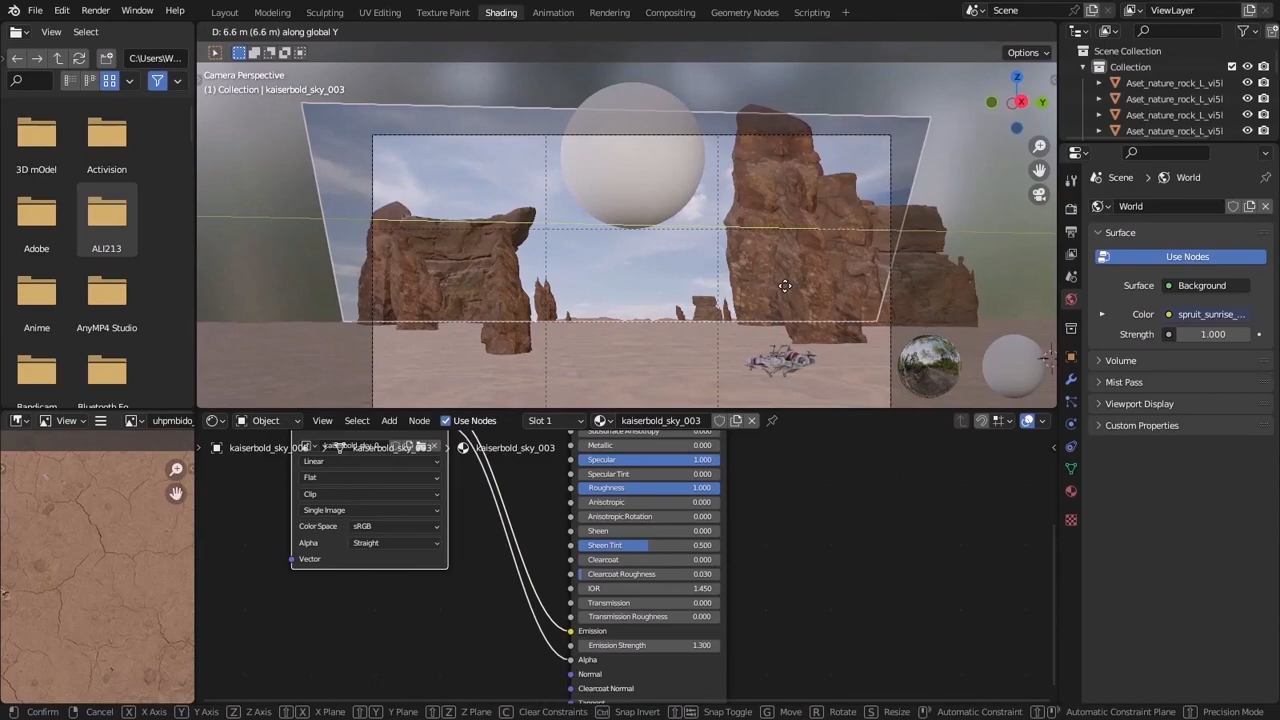 File Edit Render Window Help Layout Modeling Sculpting UV Editing Texture Paint Shading Animation Rendering Compositing Geometry Nodes Scripting + Scene ViewLayer
View Select
D: 6.6 m (6.6 m) along global Y
C:\Users\W...
Options
3D mOdel
Activision
Adobe
ALI213
Anime
AnyMP4 Studio
Camera Perspective
(1) Collection | kaiserbold_sky_003
Z
Y
X
Scene Collection
Collection
Aset_nature_rock_L_vi5l
Aset_nature_rock_L_vi5l
Aset_nature_rock_L_vi5l
Aset_nature_rock_L_vi5l
Scene
World
World
Surface
Use Nodes
Surface Background
Color spruit_sunrise_...
Strength 1.000
Volume
Mist Pass
Viewport Display
Custom Properties
View
uhpmbido_
Object View Select Add Node Use Nodes Slot 1 kaiserbold_sky_003
kaiserbold_sky_003
kaiserbold_sky_003
Linear
Flat
Clip
Single Image
Color Space sRGB
Alpha Straight
Vector
Metallic 0.000
Specular 1.000
Specular Tint 0.000
Roughness 1.000
Anisotropic 0.000
Anisotropic Rotation 0.000
Sheen 0.000
Sheen Tint 0.500
Clearcoat 0.000
Clearcoat Roughness 0.030
IOR 1.450
Transmission 0.000
Transmission Roughness 0.000
Emission
Emission Strength 1.300
Alpha
Normal
Clearcoat Normal
Confirm Cancel X X Axis Y Y Axis Z Z Axis X X Plane Y Y Plane Z Z Plane C Clear Constraints Ctrl Snap Invert Snap Toggle G Move R Rotate S Resize Automatic Constraint Automatic Constraint Plane Precision Mode